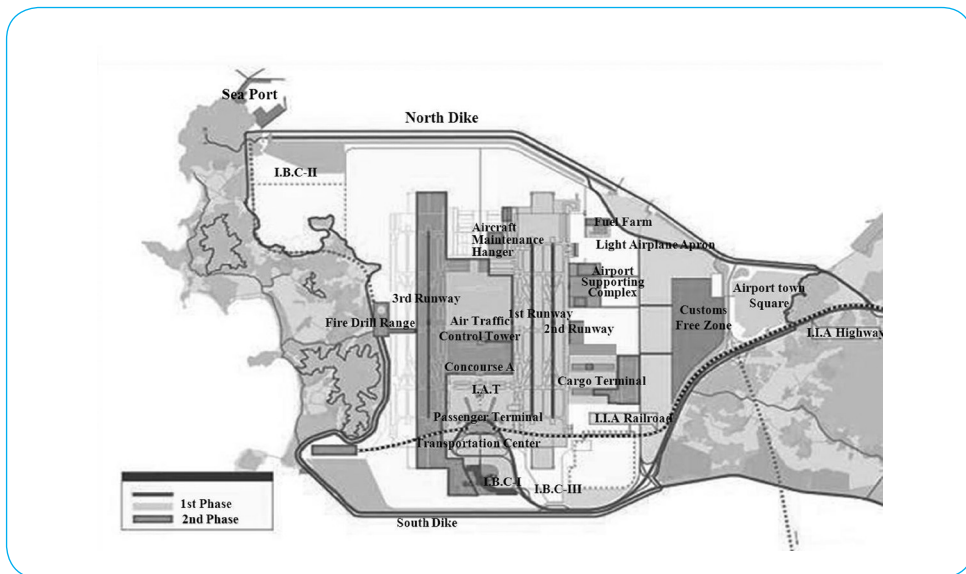 Sea Port
North Dike
I.B.C-II
Fuel Farm
Aircraft
Maintenance
Hanger
Light Airplane Apron
Airport
Supporting
Complex
Airport town
Square
3rd Runway
1st Runway
Customs
Free Zone
Fire Drill Range
Air Traffic
Control Tower
2nd Runway
I.I.A Highway
Concourse A
Cargo Terminal
I.A.T
Passenger Terminal
I.I.A Railroad
Transportation Center
I.B.C-I
I.B.C-III
South Dike
1st Phase
2nd Phase